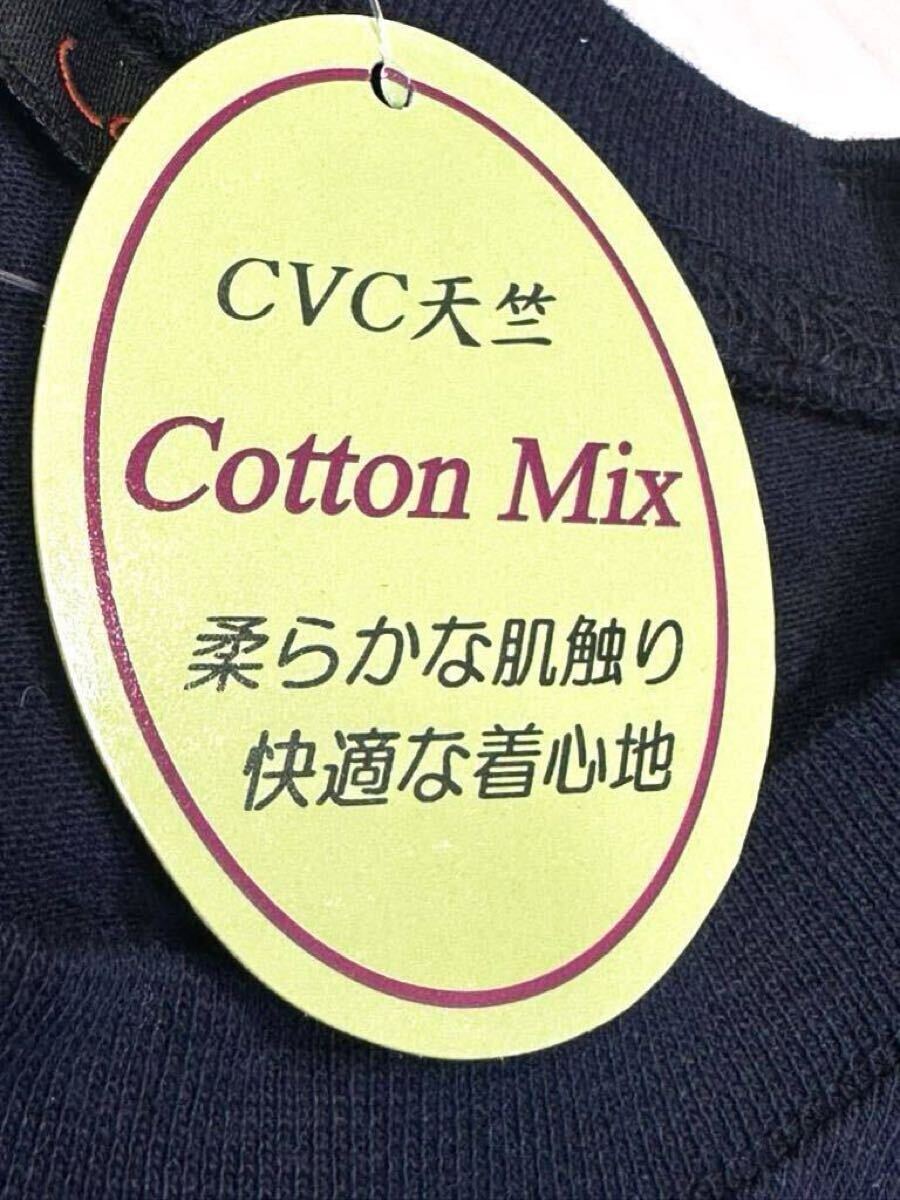 CVC天竺
Cotton Mix
柔らかな肌触り
快適な着心地